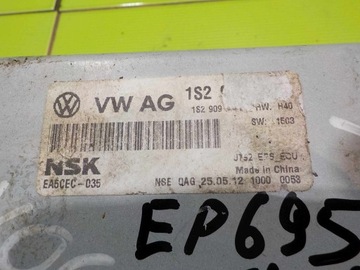 VW AG 1S2
1S2 909 HW. H40
SW: 1503
NSK J1s2 EPS ECU
Made in China
EA6CEC-035 NSE QAG 25.05.12 1000 0053
EP695